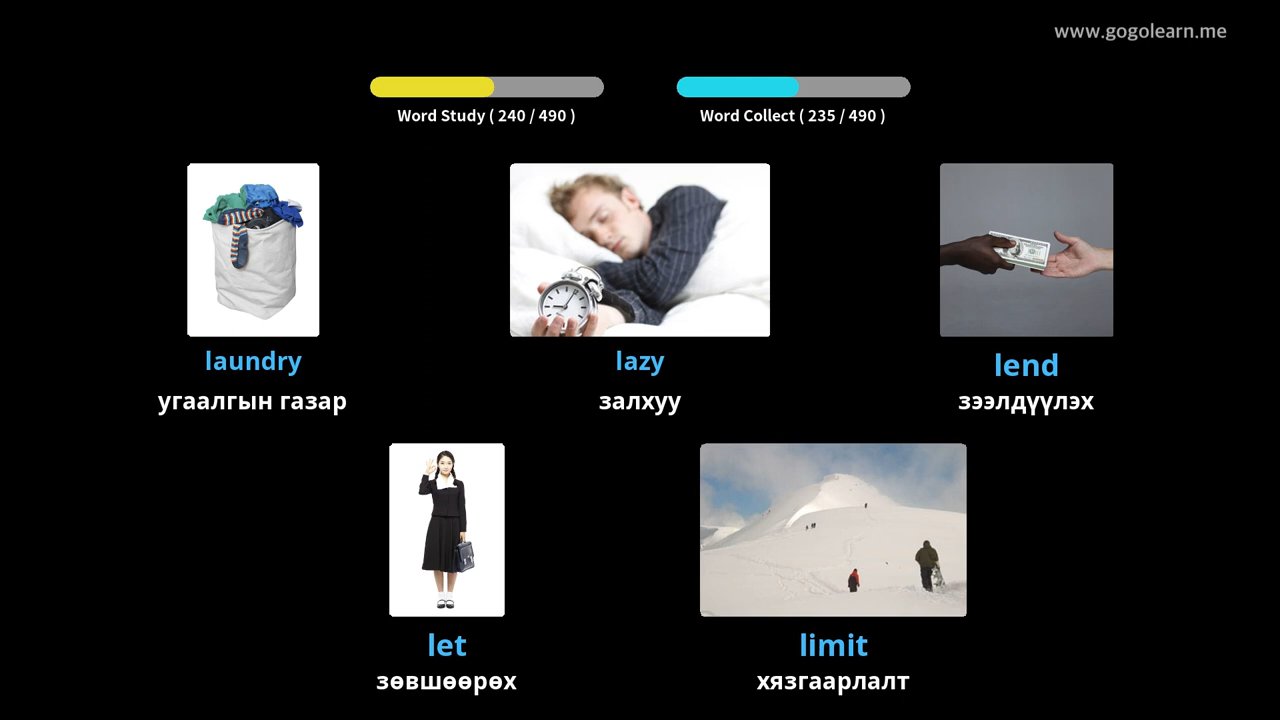 www.gogolearn.me
Word Study ( 240 / 490 )
Word Collect ( 235 / 490 )
laundry
угаалгын газар
lazy
залхуу
lend
зээлдүүлэх
let
зөвшөөрөх
limit
хязгаарлалт